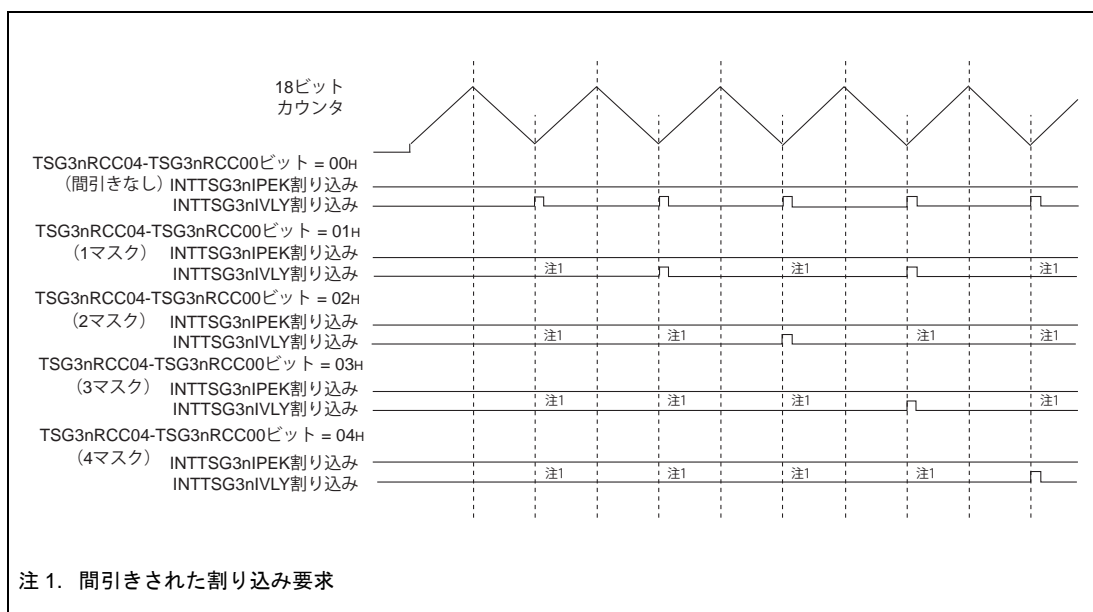 18ビット
カウンタ
TSG3nRCC04-TSG3nRCC00ビット = 00H
（間引きなし）INTTSG3nIPEK割り込み
INTTSG3nIVLY割り込み
TSG3nRCC04-TSG3nRCC00ビット = 01H
（1マスク） INTTSG3nIPEK割り込み
INTTSG3nIVLY割り込み 注1 注1 注1
TSG3nRCC04-TSG3nRCC00ビット = 02H
（2マスク） INTTSG3nIPEK割り込み
INTTSG3nIVLY割り込み 注1 注1 注1 注1
TSG3nRCC04-TSG3nRCC00ビット = 03H
（3マスク） INTTSG3nIPEK割り込み
INTTSG3nIVLY割り込み 注1 注1 注1 注1
TSG3nRCC04-TSG3nRCC00ビット = 04H
（4マスク） INTTSG3nIPEK割り込み
INTTSG3nIVLY割り込み 注1 注1 注1 注1
注 1. 間引きされた割り込み要求